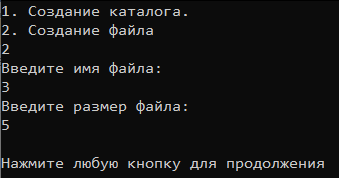 1. Создание каталога.
2. Создание файла
2
Введите имя файла:
3
Введите размер файла:
5
Нажмите любую кнопку для продолжения